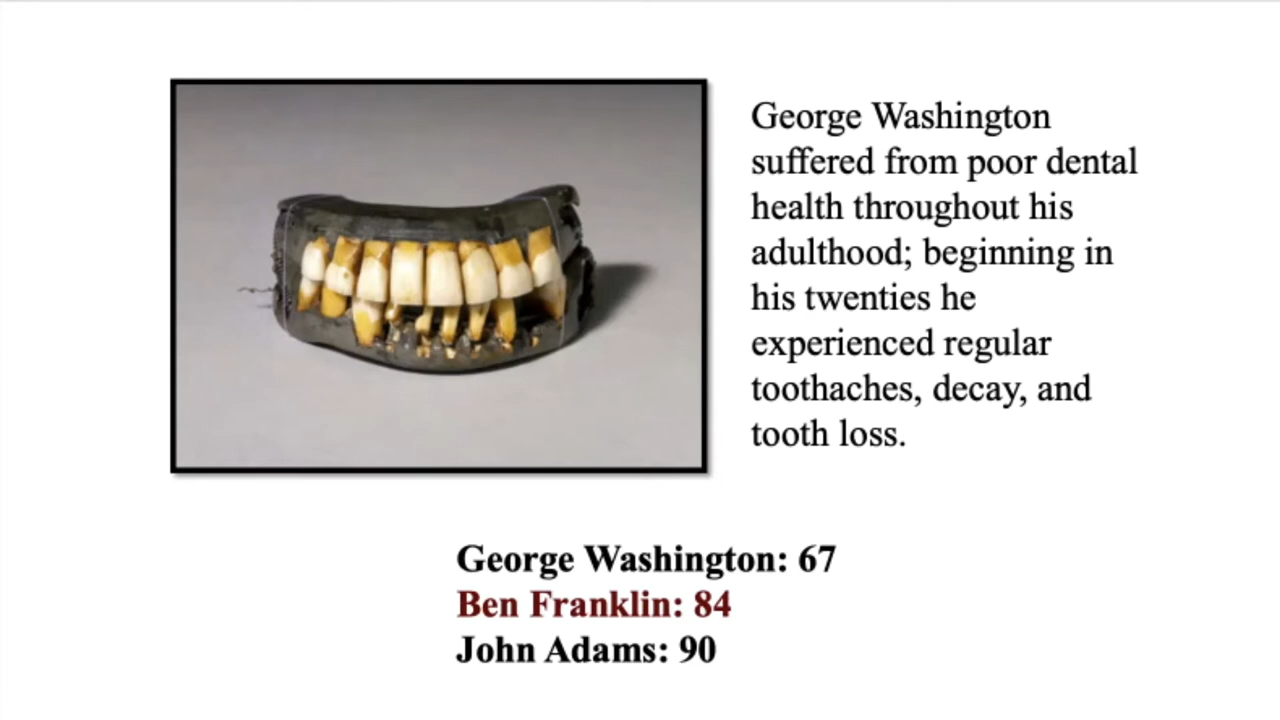 George Washington
suffered from poor dental
health throughout his
adulthood; beginning in
his twenties he
experienced regular
toothaches, decay, and
tooth loss.
George Washington: 67
Ben Franklin: 84
John Adams: 90